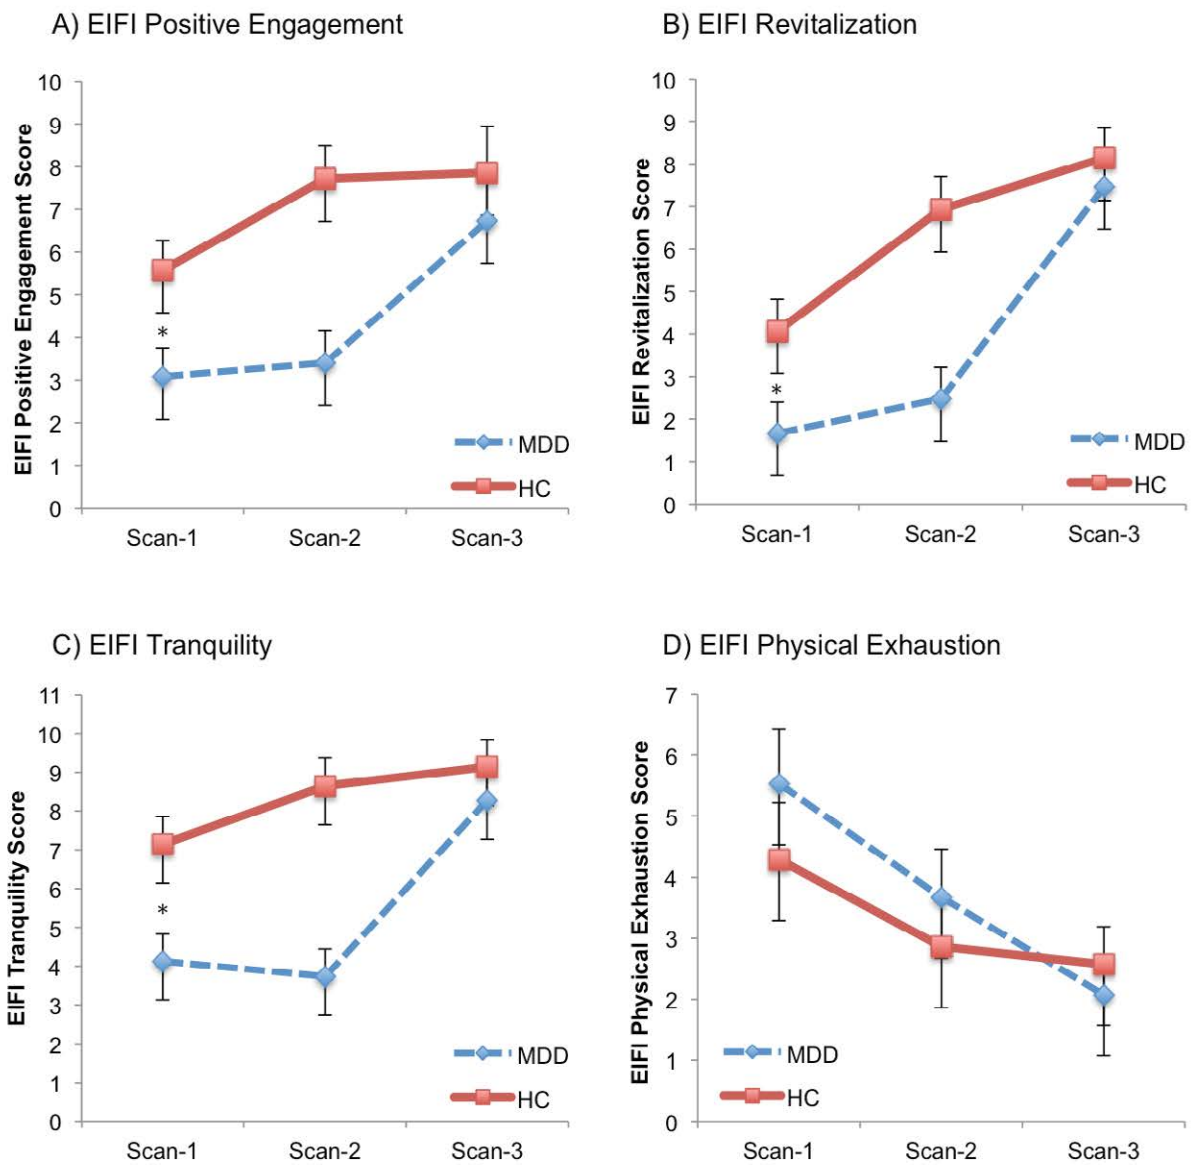 A) EIFI Positive Engagement
EIFI Positive Engagement Score
10
9
8
7
6
5
4
3
2
1
0
*
MDD
HC
Scan-1 Scan-2 Scan-3
B) EIFI Revitalization
EIFI Revitalization Score
10
9
8
7
6
5
4
3
2
1
0
*
MDD
HC
Scan-1 Scan-2 Scan-3
C) EIFI Tranquility
EIFI Tranquility Score
11
10
9
8
7
6
5
4
3
2
1
0
*
MDD
HC
Scan-1 Scan-2 Scan-3
D) EIFI Physical Exhaustion
EIFI Physical Exhaustion Score
7
6
5
4
3
2
1
0
MDD
HC
Scan-1 Scan-2 Scan-3